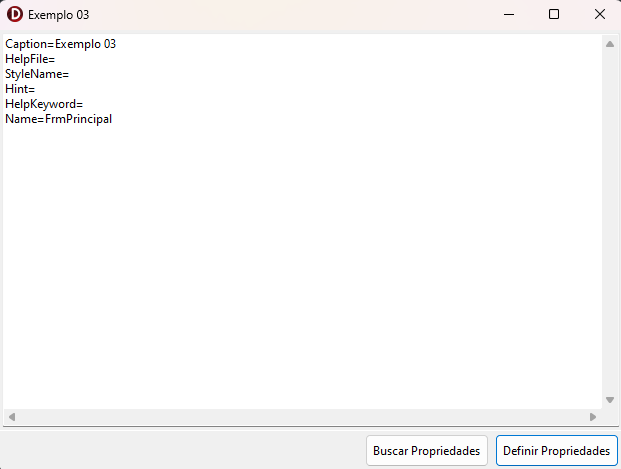 Exemplo 03
Caption=Exemplo 03
HelpFile=
StyleName=
Hint=
HelpKeyword=
Name=FrmPrincipal
Buscar Propriedades
Definir Propriedades